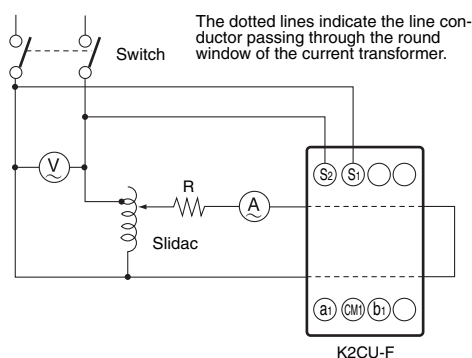 The dotted lines indicate the line con-
ductor passing through the round
window of the current transformer.
Switch
S2 S1
V
R
A
Slidac
a1 CM1 b1
K2CU-F